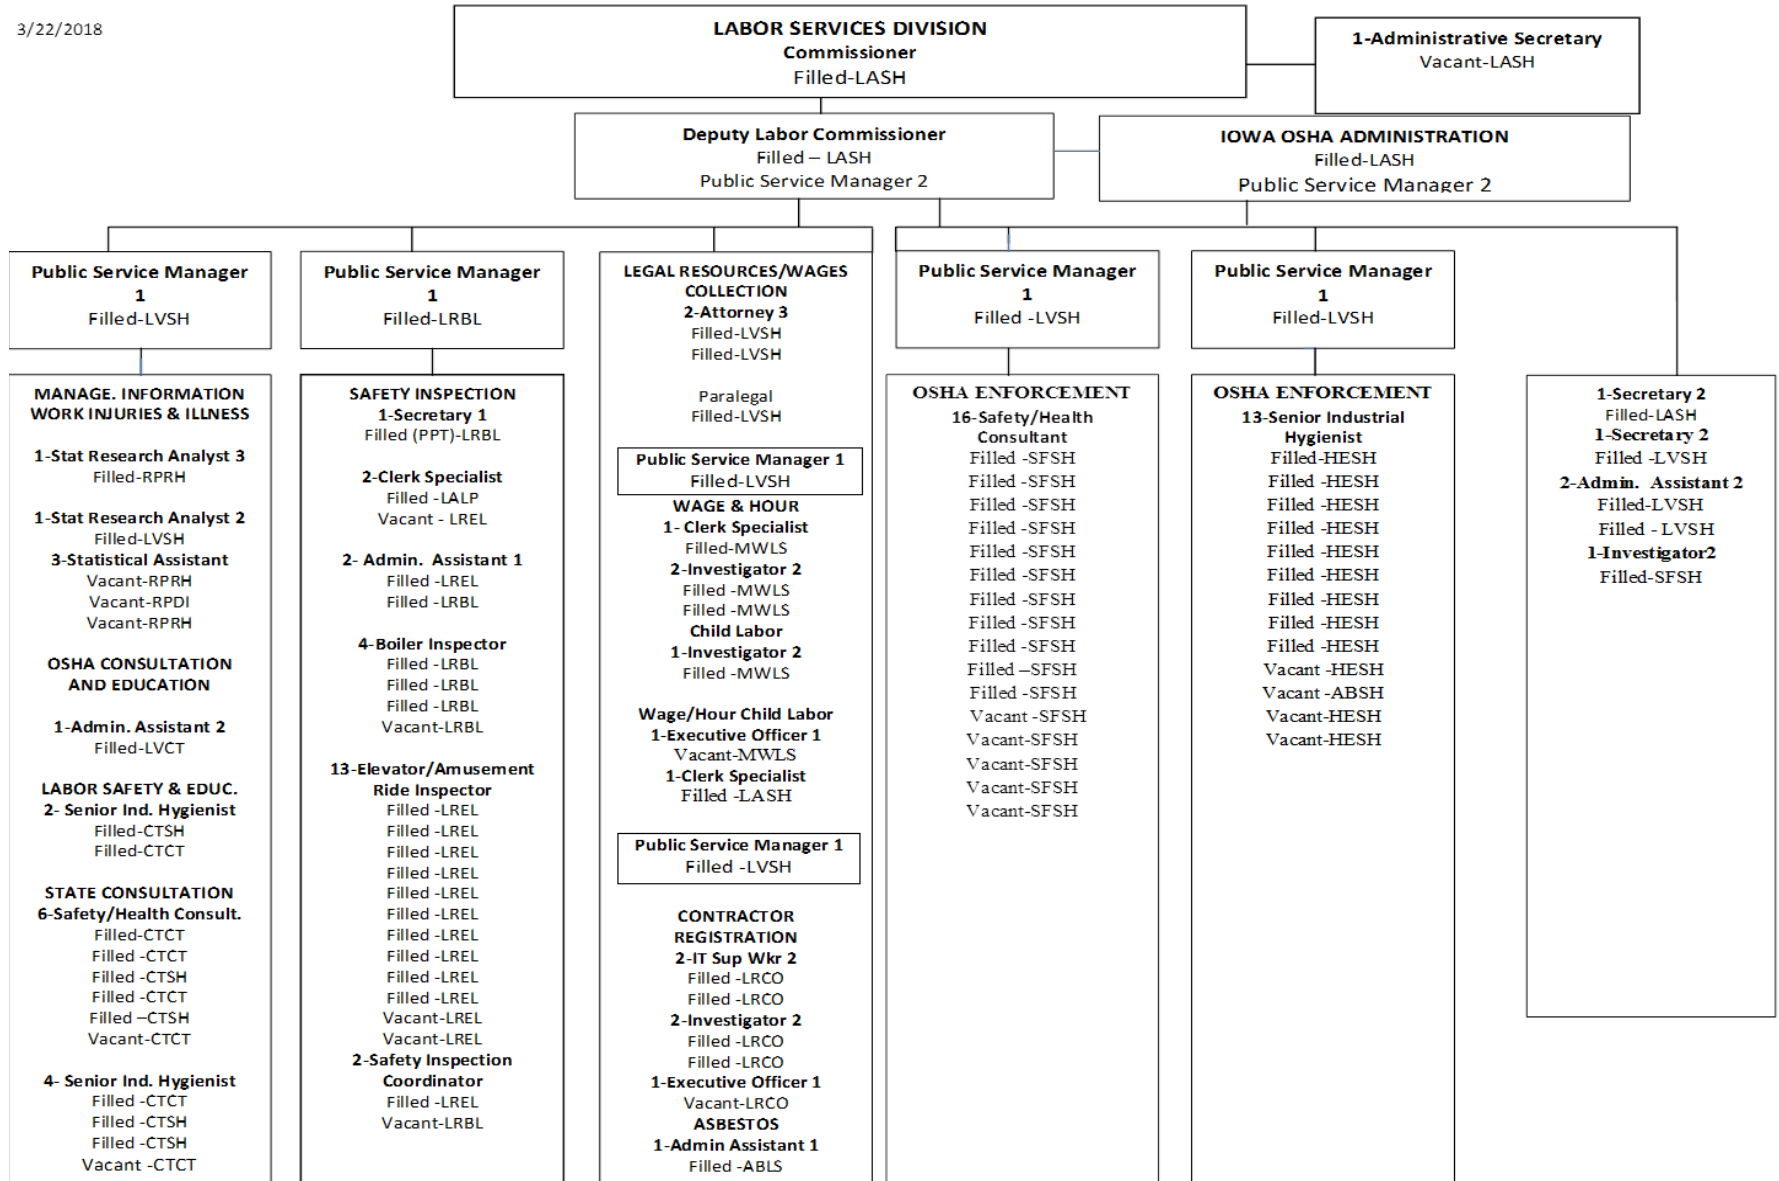 3/22/2018
LABOR SERVICES DIVISION
Commissioner
Filled-LASH
1-Administrative Secretary
Vacant-LASH
Deputy Labor Commissioner
Filled – LASH
Public Service Manager 2
IOWA OSHA ADMINISTRATION
Filled-LASH
Public Service Manager 2
Public Service Manager
1
Filled-LVSH
MANAGE. INFORMATION
WORK INJURIES & ILLNESS
1-Stat Research Analyst 3
Filled-RPRH
1-Stat Research Analyst 2
Filled-LVSH
3-Statistical Assistant
Vacant-RPRH
Vacant-RPDI
Vacant-RPRH
OSHA CONSULTATION
AND EDUCATION
1-Admin. Assistant 2
Filled-LVCT
LABOR SAFETY & EDUC.
2- Senior Ind. Hygienist
Filled-CTSH
Filled-CTCT
STATE CONSULTATION
6-Safety/Health Consult.
Filled-CTCT
Filled -CTCT
Filled -CTSH
Filled -CTCT
Filled –CTSH
Vacant-CTCT
4- Senior Ind. Hygienist
Filled -CTCT
Filled -CTSH
Filled -CTSH
Vacant -CTCT
Public Service Manager
1
Filled-LRBL
SAFETY INSPECTION
1-Secretary 1
Filled (PPT)-LRBL
2-Clerk Specialist
Filled -LALP
Vacant - LREL
2- Admin. Assistant 1
Filled -LREL
Filled -LRBL
4-Boiler Inspector
Filled -LRBL
Filled -LRBL
Filled -LRBL
Vacant-LRBL
13-Elevator/Amusement
Ride Inspector
Filled -LREL
Filled -LREL
Filled -LREL
Filled -LREL
Filled -LREL
Filled -LREL
Filled -LREL
Filled -LREL
Filled -LREL
Filled -LREL
Vacant-LREL
Vacant-LREL
2-Safety Inspection
Coordinator
Filled -LREL
Vacant-LRBL
LEGAL RESOURCES/WAGES
COLLECTION
2-Attorney 3
Filled-LVSH
Filled-LVSH
Paralegal
Filled-LVSH
Public Service Manager 1
Filled-LVSH
WAGE & HOUR
1- Clerk Specialist
Filled-MWLS
2-Investigator 2
Filled -MWLS
Filled -MWLS
Child Labor
1-Investigator 2
Filled -MWLS
Wage/Hour Child Labor
1-Executive Officer 1
Vacant-MWLS
1-Clerk Specialist
Filled -LASH
Public Service Manager 1
Filled -LVSH
CONTRACTOR
REGISTRATION
2-IT Sup Wkr 2
Filled -LRCO
Filled -LRCO
2-Investigator 2
Filled -LRCO
Filled -LRCO
1-Executive Officer 1
Vacant-LRCO
ASBESTOS
1-Admin Assistant 1
Filled -ABLS
Public Service Manager
1
Filled -LVSH
OSHA ENFORCEMENT
16-Safety/Health
Consultant
Filled -SFSH
Filled -SFSH
Filled -SFSH
Filled -SFSH
Filled -SFSH
Filled -SFSH
Filled -SFSH
Filled -SFSH
Filled -SFSH
Filled –SFSH
Filled -SFSH
Vacant -SFSH
Vacant-SFSH
Vacant-SFSH
Vacant-SFSH
Vacant-SFSH
Public Service Manager
1
Filled-LVSH
OSHA ENFORCEMENT
13-Senior Industrial
Hygienist
Filled-HESH
Filled -HESH
Filled -HESH
Filled -HESH
Filled -HESH
Filled -HESH
Filled -HESH
Filled -HESH
Filled -HESH
Vacant -HESH
Vacant -ABSH
Vacant-HESH
Vacant-HESH
1-Secretary 2
Filled-LASH
1-Secretary 2
Filled -LVSH
2-Admin. Assistant 2
Filled-LVSH
Filled - LVSH
1-Investigator2
Filled-SFSH